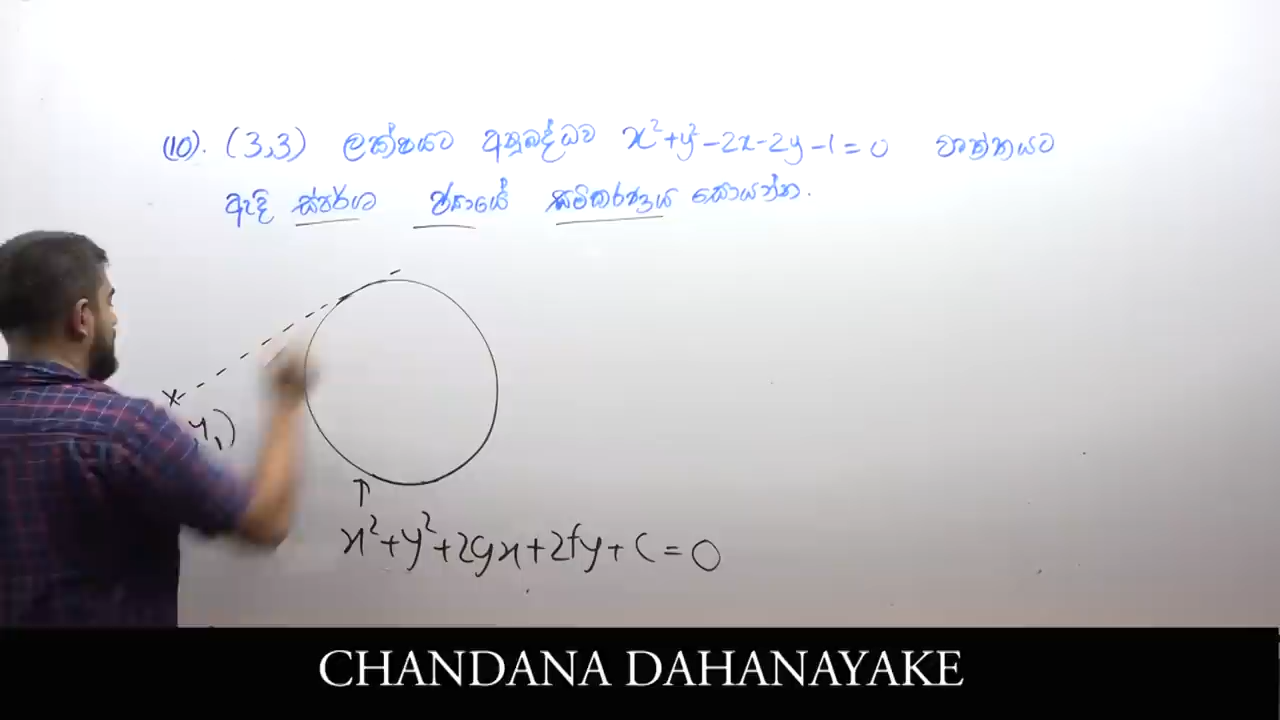 (10). (3,3) ලක්ෂයට අනුබද්ධව x²+y²-2x-2y-1=0 වෘත්තයට
ඇඳි ස්පර්ශ ජ්‍යායේ සමීකරණය සොයන්න.
y₁)
x²+y²+2gx+2fy+c=0
CHANDANA DAHANAYAKE